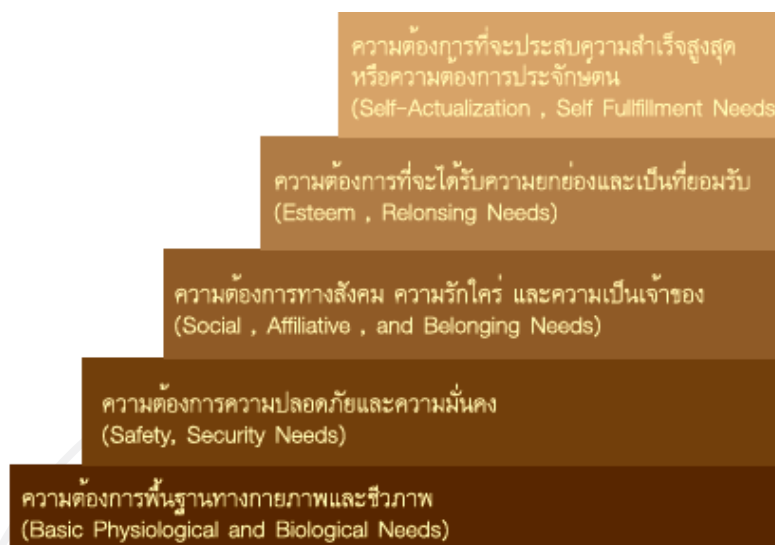 ความต้องการที่จะประสบความสำเร็จสูงสุด
หรือความต้องการประจักษ์ตน
(Self-Actualization , Self Fullfillment Needs
ความต้องการที่จะได้รับความยกย่องและเป็นที่ยอมรับ
(Esteem , Relonsing Needs)
ความต้องการทางสังคม ความรักใคร่ และความเป็นเจ้าของ
(Social , Affiliative , and Belonging Needs)
ความต้องการความปลอดภัยและความมั่นคง
(Safety, Security Needs)
ความต้องการพื้นฐานทางกายภาพและชีวภาพ
(Basic Physiological and Biological Needs)